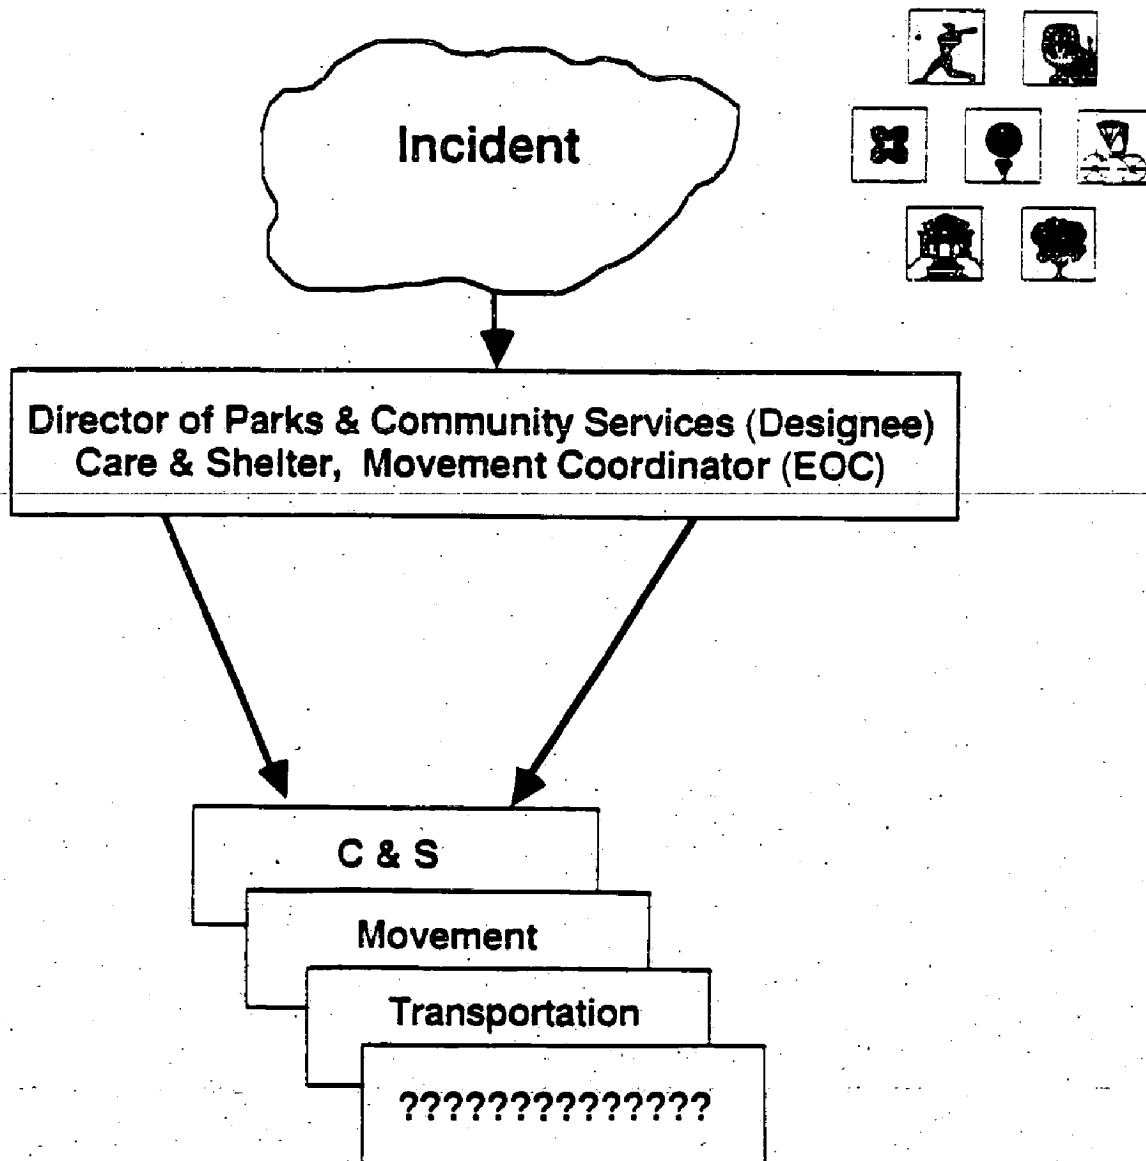 Incident
Director of Parks & Community Services (Designee)
Care & Shelter, Movement Coordinator (EOC)
C & S
Movement
Transportation
??????????????